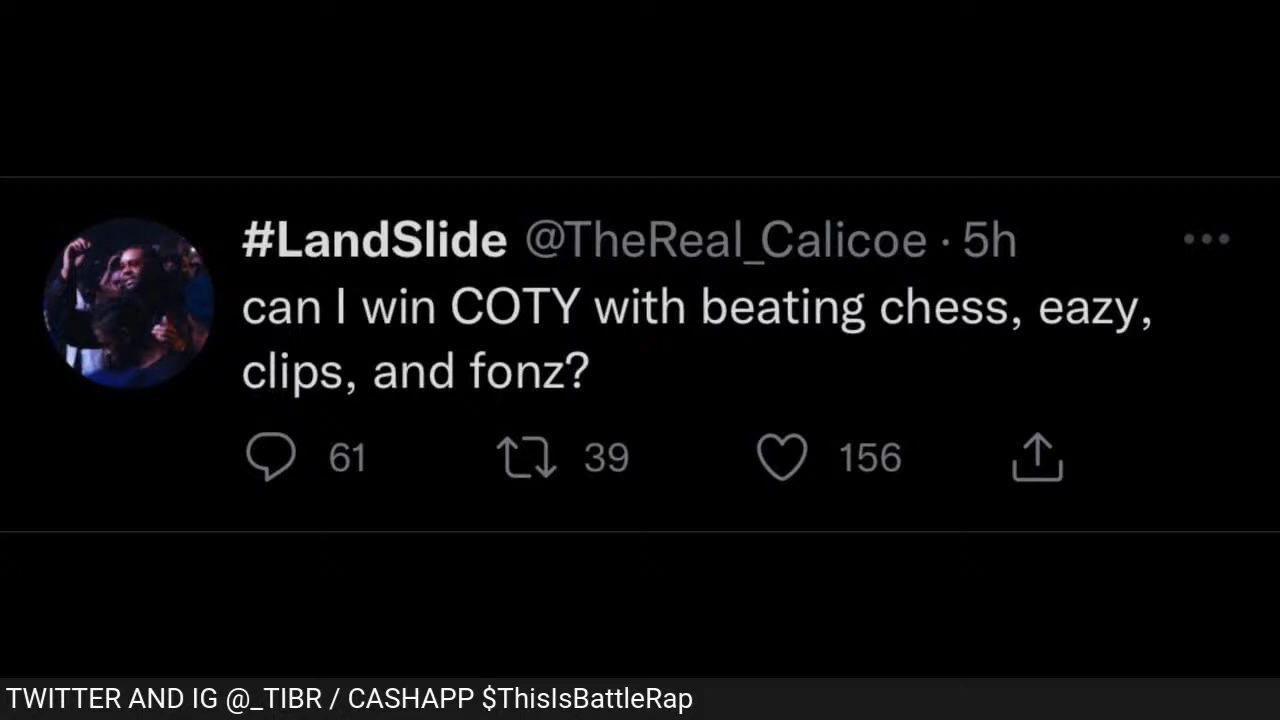 #LandSlide @TheReal_Calicoe · 5h
can I win COTY with beating chess, eazy,
clips, and fonz?
61 39 156
TWITTER AND IG @_TIBR / CASHAPP $ThisIsBattleRap